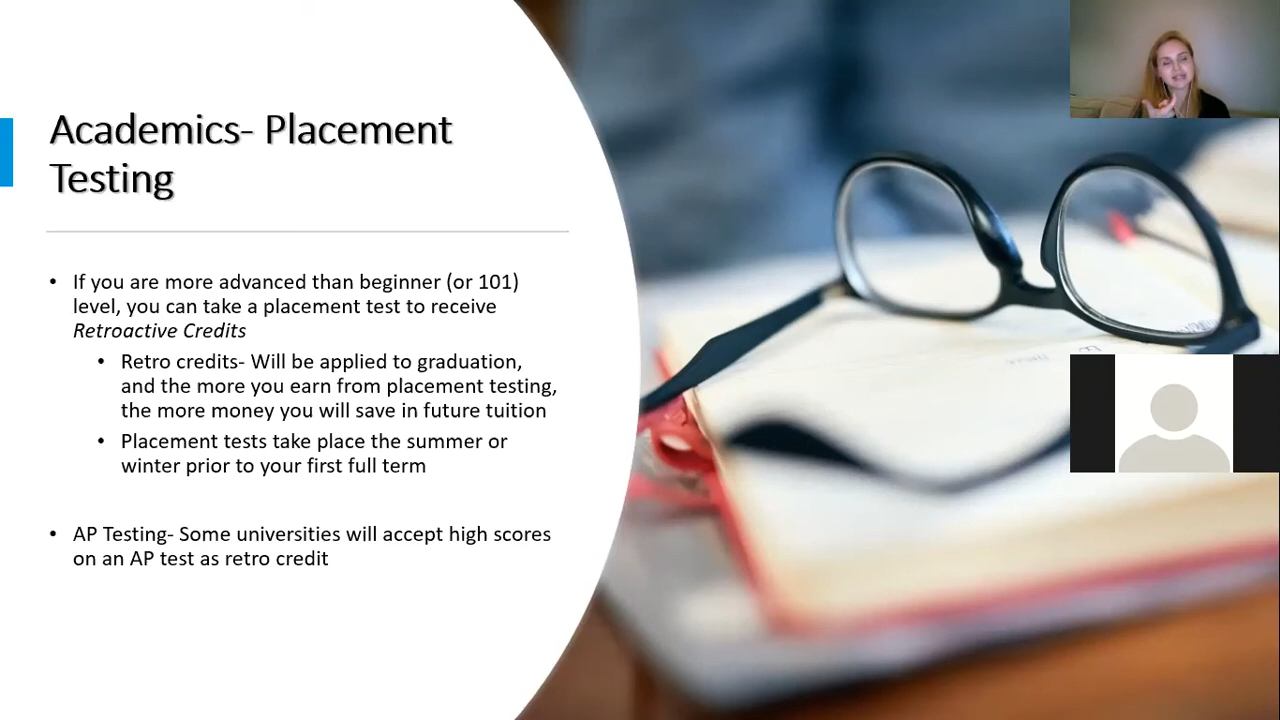 Academics- Placement
Testing
• If you are more advanced than beginner (or 101)
level, you can take a placement test to receive
Retroactive Credits
• Retro credits- Will be applied to graduation,
and the more you earn from placement testing,
the more money you will save in future tuition
• Placement tests take place the summer or
winter prior to your first full term
• AP Testing- Some universities will accept high scores
on an AP test as retro credit